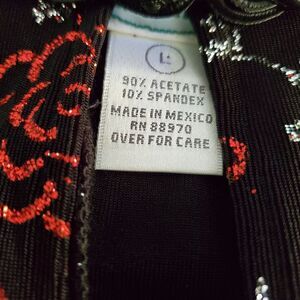 L
90% ACETATE
10% SPANDEX
MADE IN MEXICO
RN 88970
OVER FOR CARE